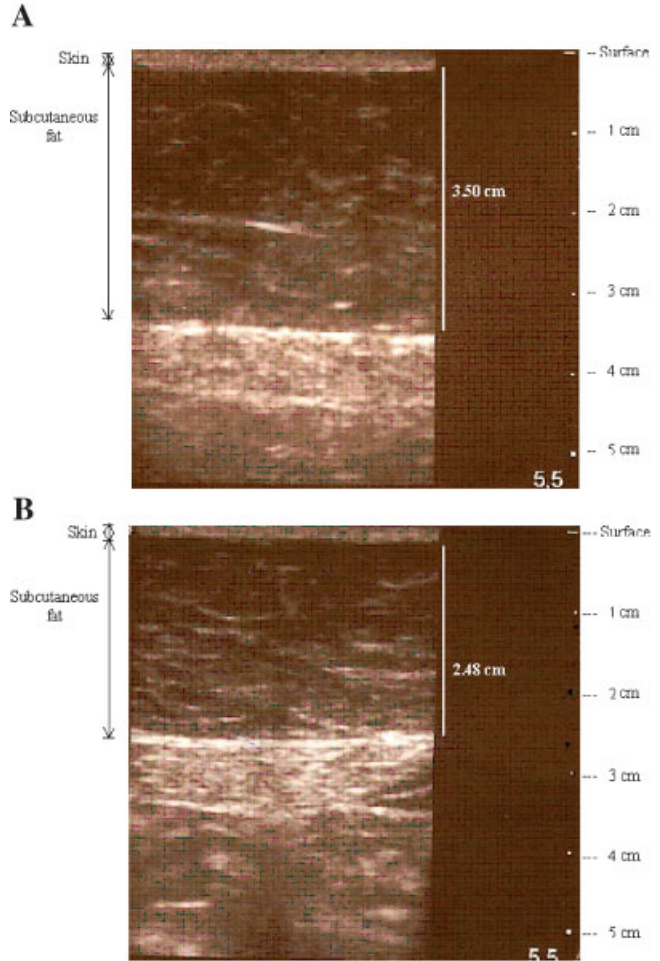 A
Skin
Subcutaneous
fat
3.50 cm
-- Surface
-- 1 cm
-- 2 cm
-- 3 cm
-- 4 cm
-- 5 cm
5,5
B
Skin
Subcutaneous
fat
2.48 cm
--- Surface
--- 1 cm
--- 2 cm
--- 3 cm
--- 4 cm
--- 5 cm
5.5